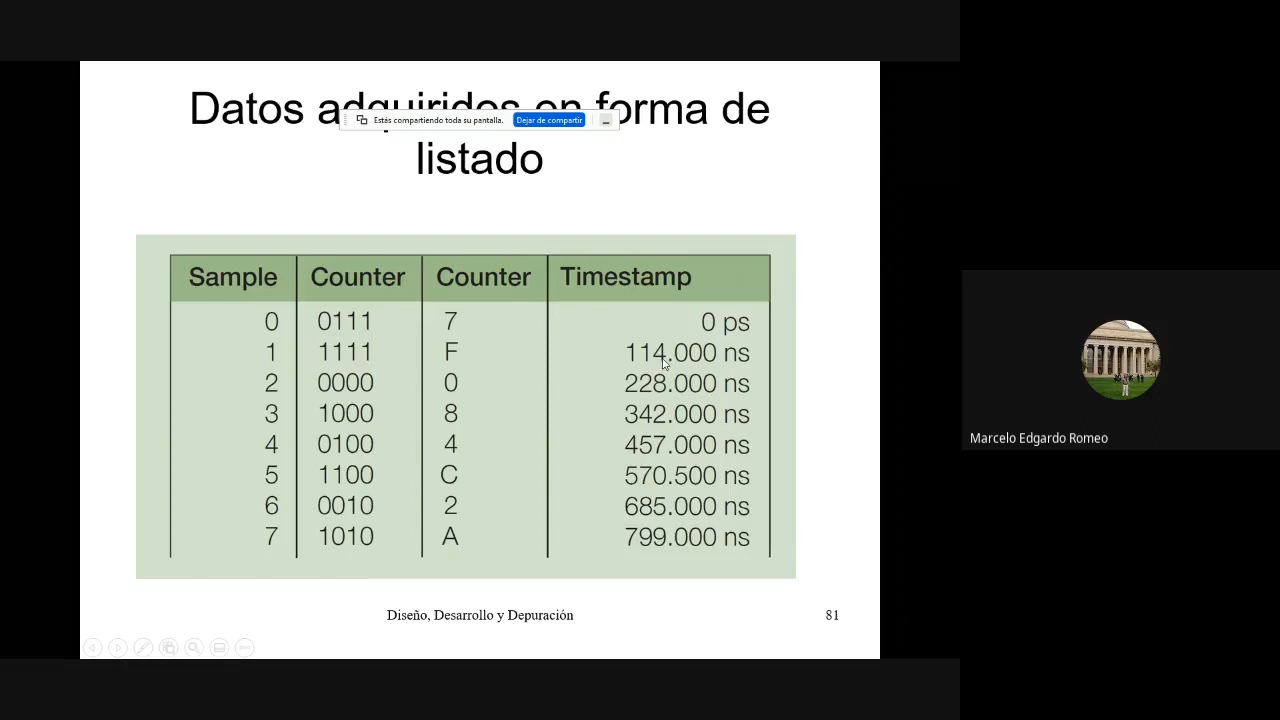 Datos adquiridos en forma de
listado
Estás compartiendo toda su pantalla. Dejar de compartir
Sample Counter Counter Timestamp
0 0111 7 0 ps
1 1111 F 114.000 ns
2 0000 0 228.000 ns
3 1000 8 342.000 ns
4 0100 4 457.000 ns
5 1100 C 570.500 ns
6 0010 2 685.000 ns
7 1010 A 799.000 ns
Marcelo Edgardo Romeo
Diseño, Desarrollo y Depuración 81